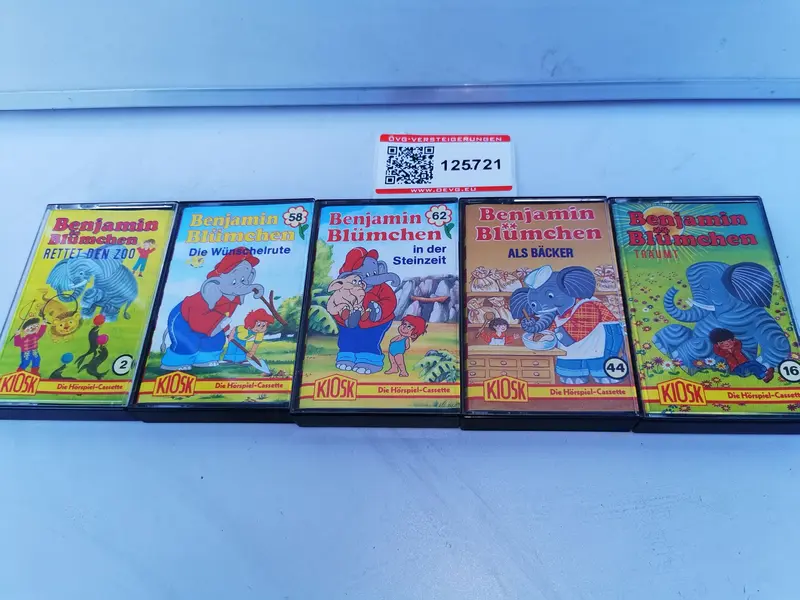 ÖVG-VERSTEIGERUNGEN
125.721
WWW.OEVG.EU
Benjamin
Blümchen
RETTET DEN ZOO
2
KIOSK
Die Hörspiel-Cassette
Benjamin
58
Blümchen
Die Wünschelrute
KIOSK
Die Hörspiel-Cassette
Benjamin
62
Blümchen
in der
Steinzeit
KIOSK
Die Hörspiel-Cassette
Benjamin
Blümchen
ALS BÄCKER
44
KIOSK
Die Hörspiel-Cassette
Benjamin
Blümchen
TRÄUMT
16
KIOSK
Die Hörspiel-Cassette